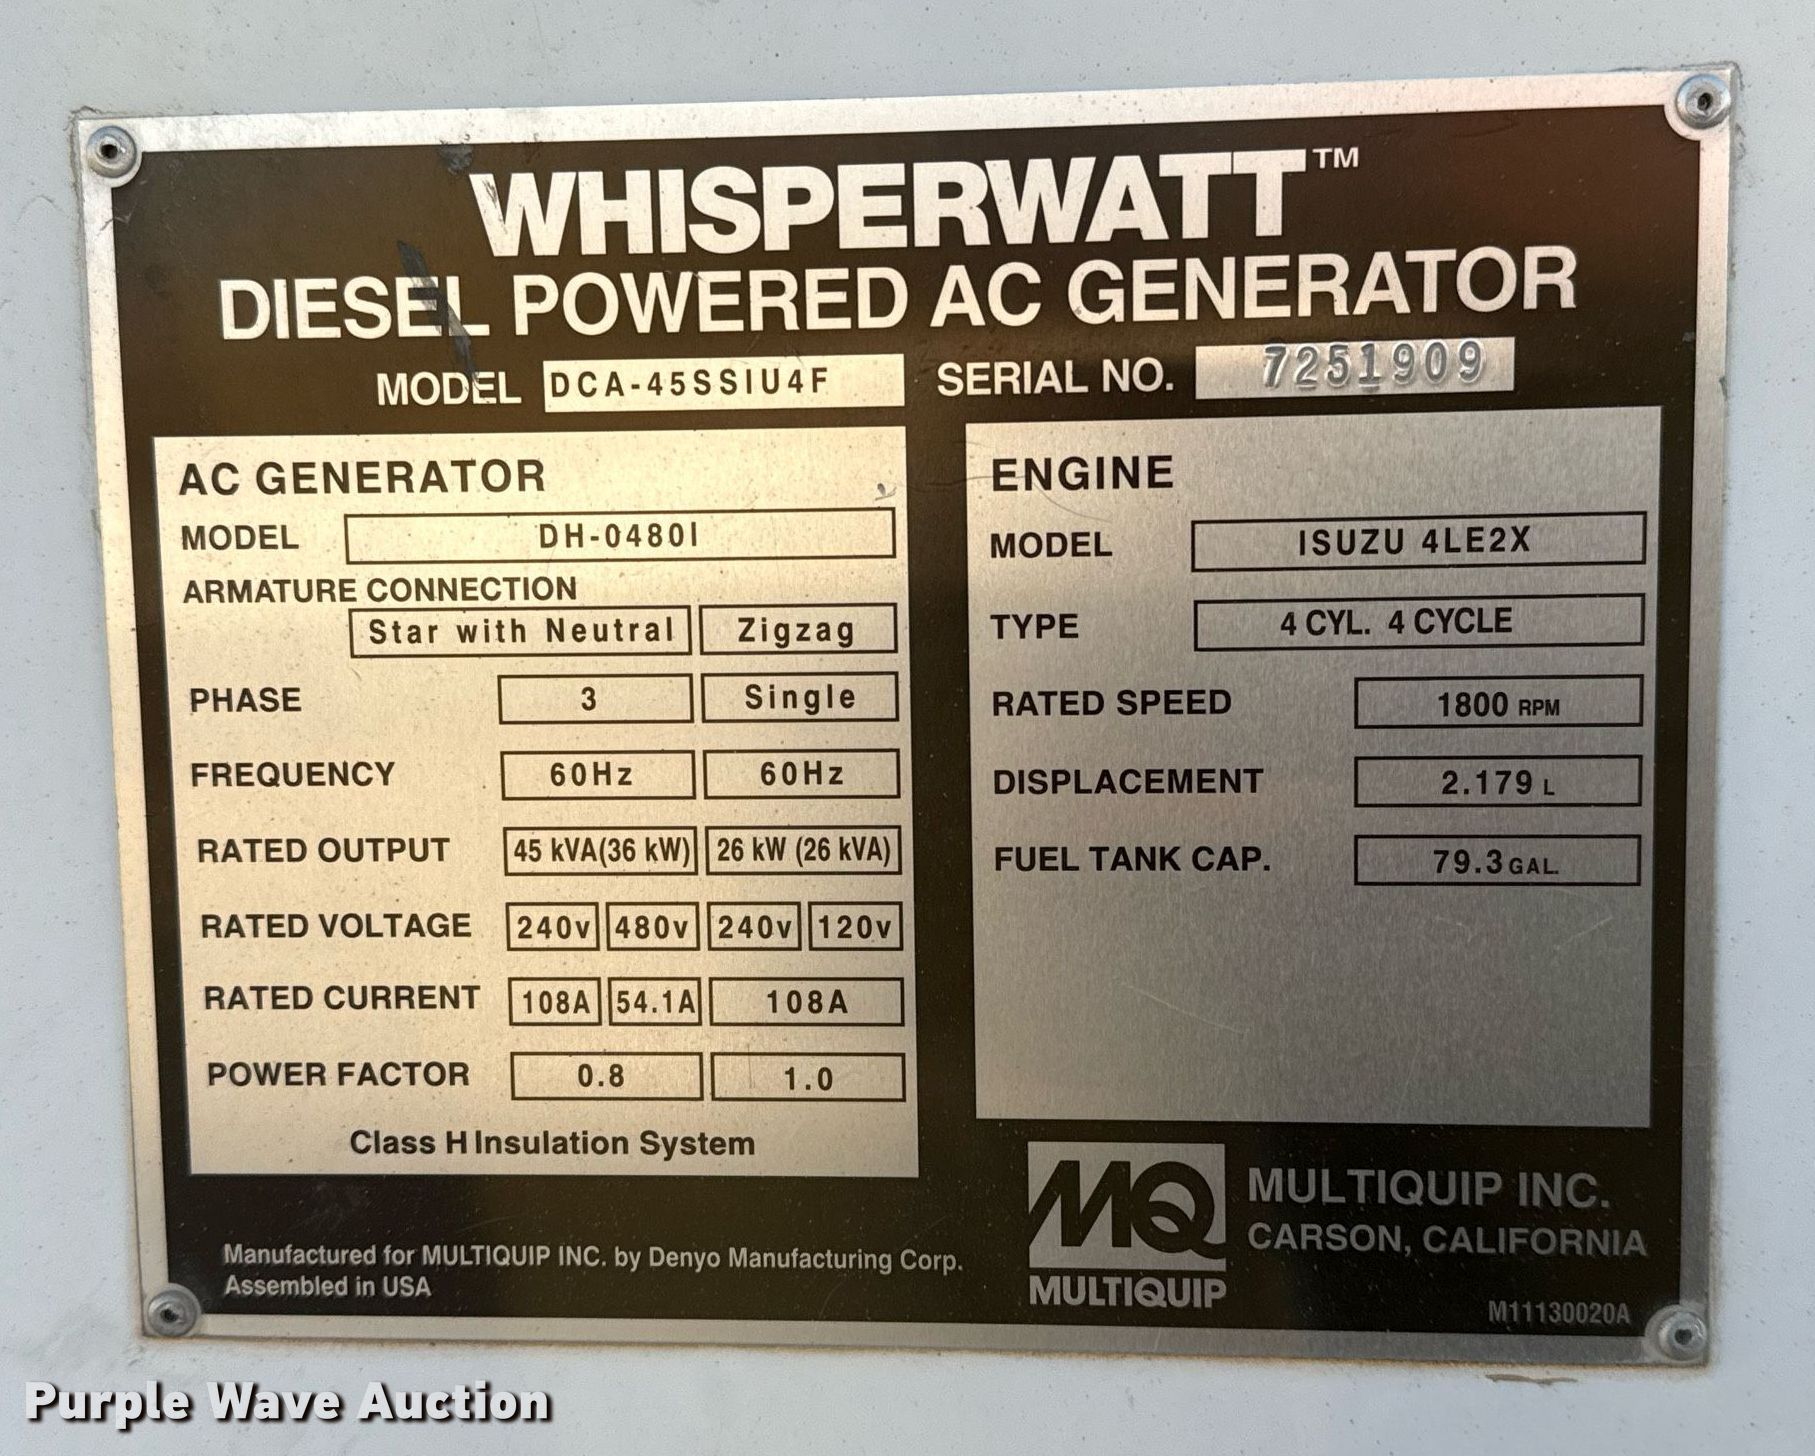 WHISPERWATT™
DIESEL POWERED AC GENERATOR
MODEL DCA-45SSIU4F SERIAL NO. 7251909
AC GENERATOR
MODEL DH-0480I
ARMATURE CONNECTION
Star with Neutral Zigzag
PHASE 3 Single
FREQUENCY 60Hz 60Hz
RATED OUTPUT 45 kVA(36 kW) 26 kW (26 kVA)
RATED VOLTAGE 240v 480v 240v 120v
RATED CURRENT 108A 54.1A 108A
POWER FACTOR 0.8 1.0
Class H Insulation System
ENGINE
MODEL ISUZU 4LE2X
TYPE 4 CYL. 4 CYCLE
RATED SPEED 1800 RPM
DISPLACEMENT 2.179 L
FUEL TANK CAP. 79.3 GAL.
Manufactured for MULTIQUIP INC. by Denyo Manufacturing Corp.
Assembled in USA
MQ
MULTIQUIP
MULTIQUIP INC.
CARSON, CALIFORNIA
M11130020A
Purple Wave Auction